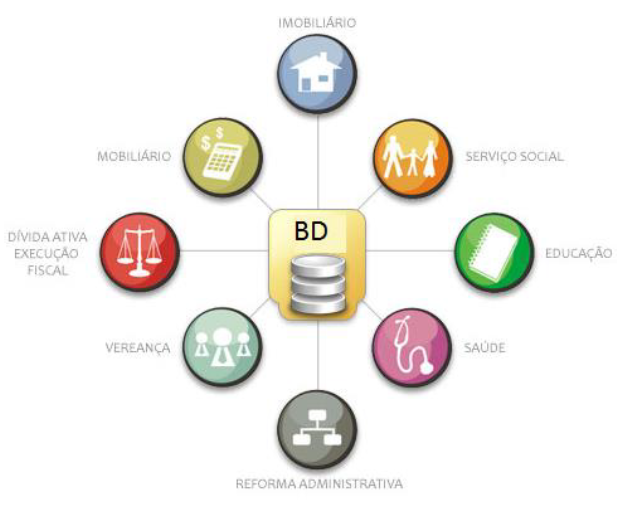 IMOBILIÁRIO
MOBILIÁRIO
$ $
SERVIÇO SOCIAL
BD
DÍVIDA ATIVA
EXECUÇÃO
FISCAL
EDUCAÇÃO
VEREANÇA
SAÚDE
REFORMA ADMINISTRATIVA